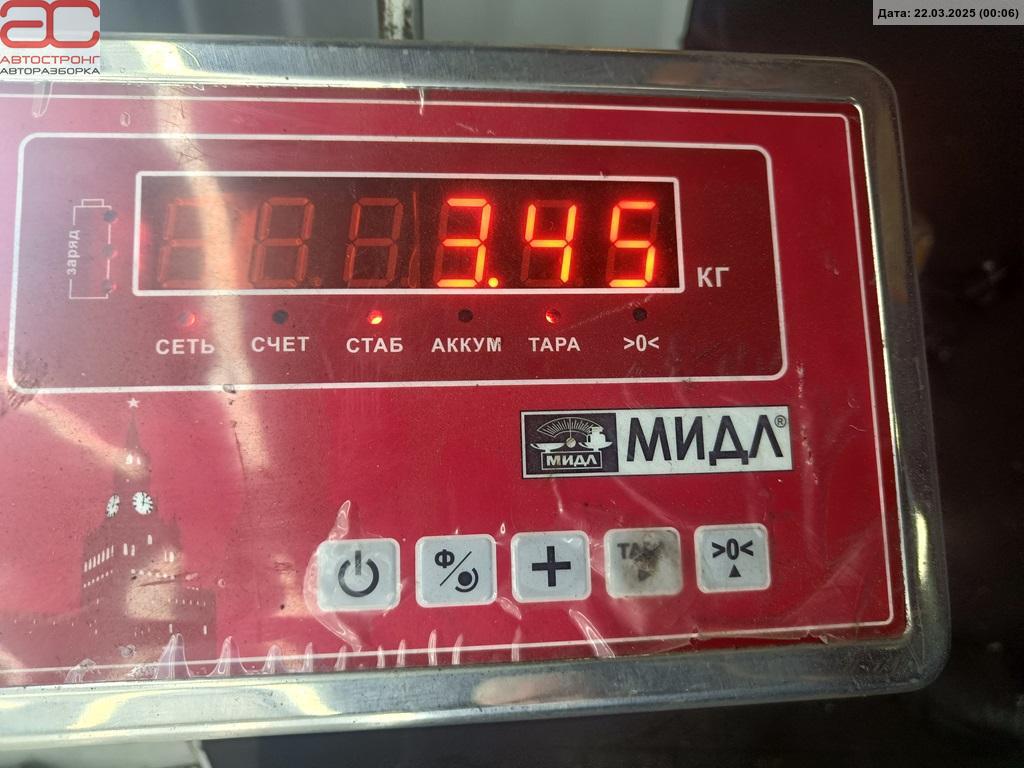 ac
АВТОСТРОНГ
АВТОРАЗБОРКА
Дата: 22.03.2025 (00:06)
заряд
3.45
КГ
СЕТЬ СЧЕТ СТАБ АККУМ ТАРА >0<
МИДЛ
МИДЛ®
Ф/ + >0<